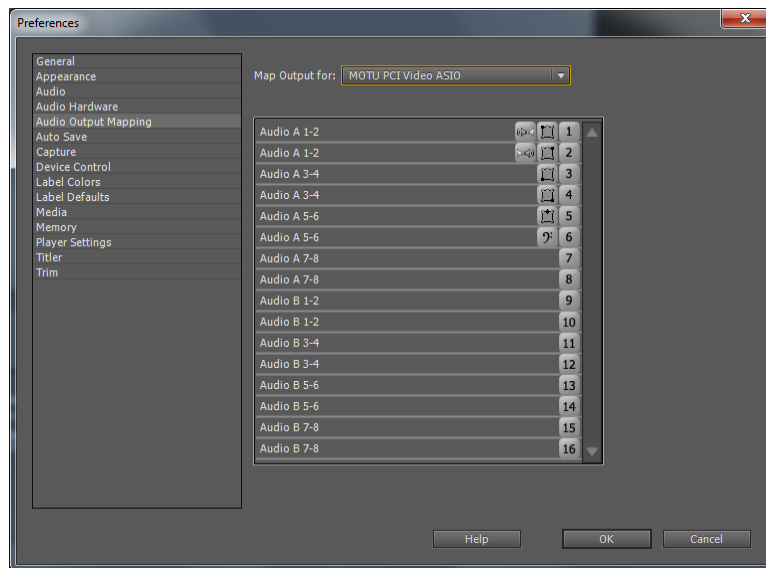 Preferences
General
Appearance
Audio
Audio Hardware
Audio Output Mapping
Auto Save
Capture
Device Control
Label Colors
Label Defaults
Media
Memory
Player Settings
Titler
Trim
Map Output for: MOTU PCI Video ASIO
Audio A 1-2 1
Audio A 1-2 2
Audio A 3-4 3
Audio A 3-4 4
Audio A 5-6 5
Audio A 5-6 6
Audio A 7-8 7
Audio A 7-8 8
Audio B 1-2 9
Audio B 1-2 10
Audio B 3-4 11
Audio B 3-4 12
Audio B 5-6 13
Audio B 5-6 14
Audio B 7-8 15
Audio B 7-8 16
Help OK Cancel